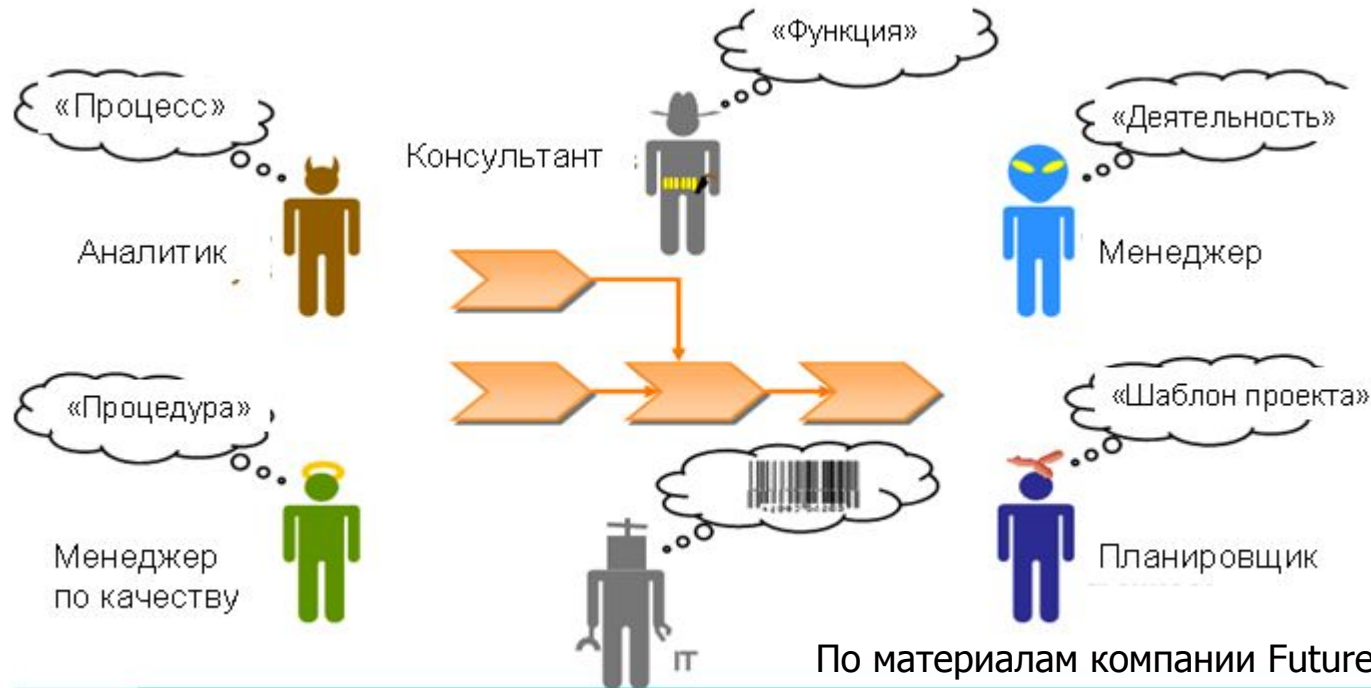 «Функция»
«Процесс»
«Деятельность»
Консультант
Аналитик
Менеджер
«Процедура»
«Шаблон проекта»
Менеджер
по качеству
Планировщик
IT
По материалам компании Future